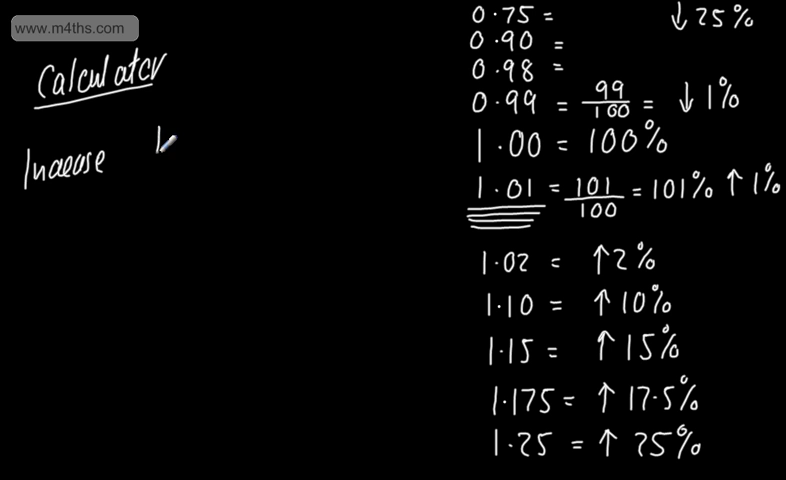 www.m4ths.com
Calculator
Increase
0.75 = ↓ 25%
0.90 =
0.98 =
0.99 = 99/100 = ↓ 1%
1.00 = 100%
1.01 = 101/100 = 101% ↑ 1%
1.02 = ↑ 2%
1.10 = ↑ 10%
1.15 = ↑ 15%
1.175 = ↑ 17.5%
1.25 = ↑ 25%